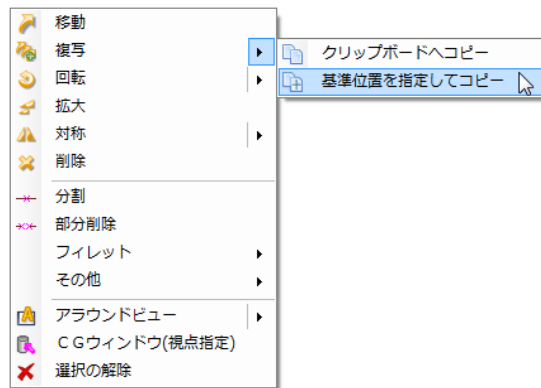 移動
複写
クリップボードへコピー
回転
基準位置を指定してコピー
拡大
対称
削除
分割
部分削除
フィレット
その他
アラウンドビュー
ＣＧウィンドウ(視点指定)
選択の解除